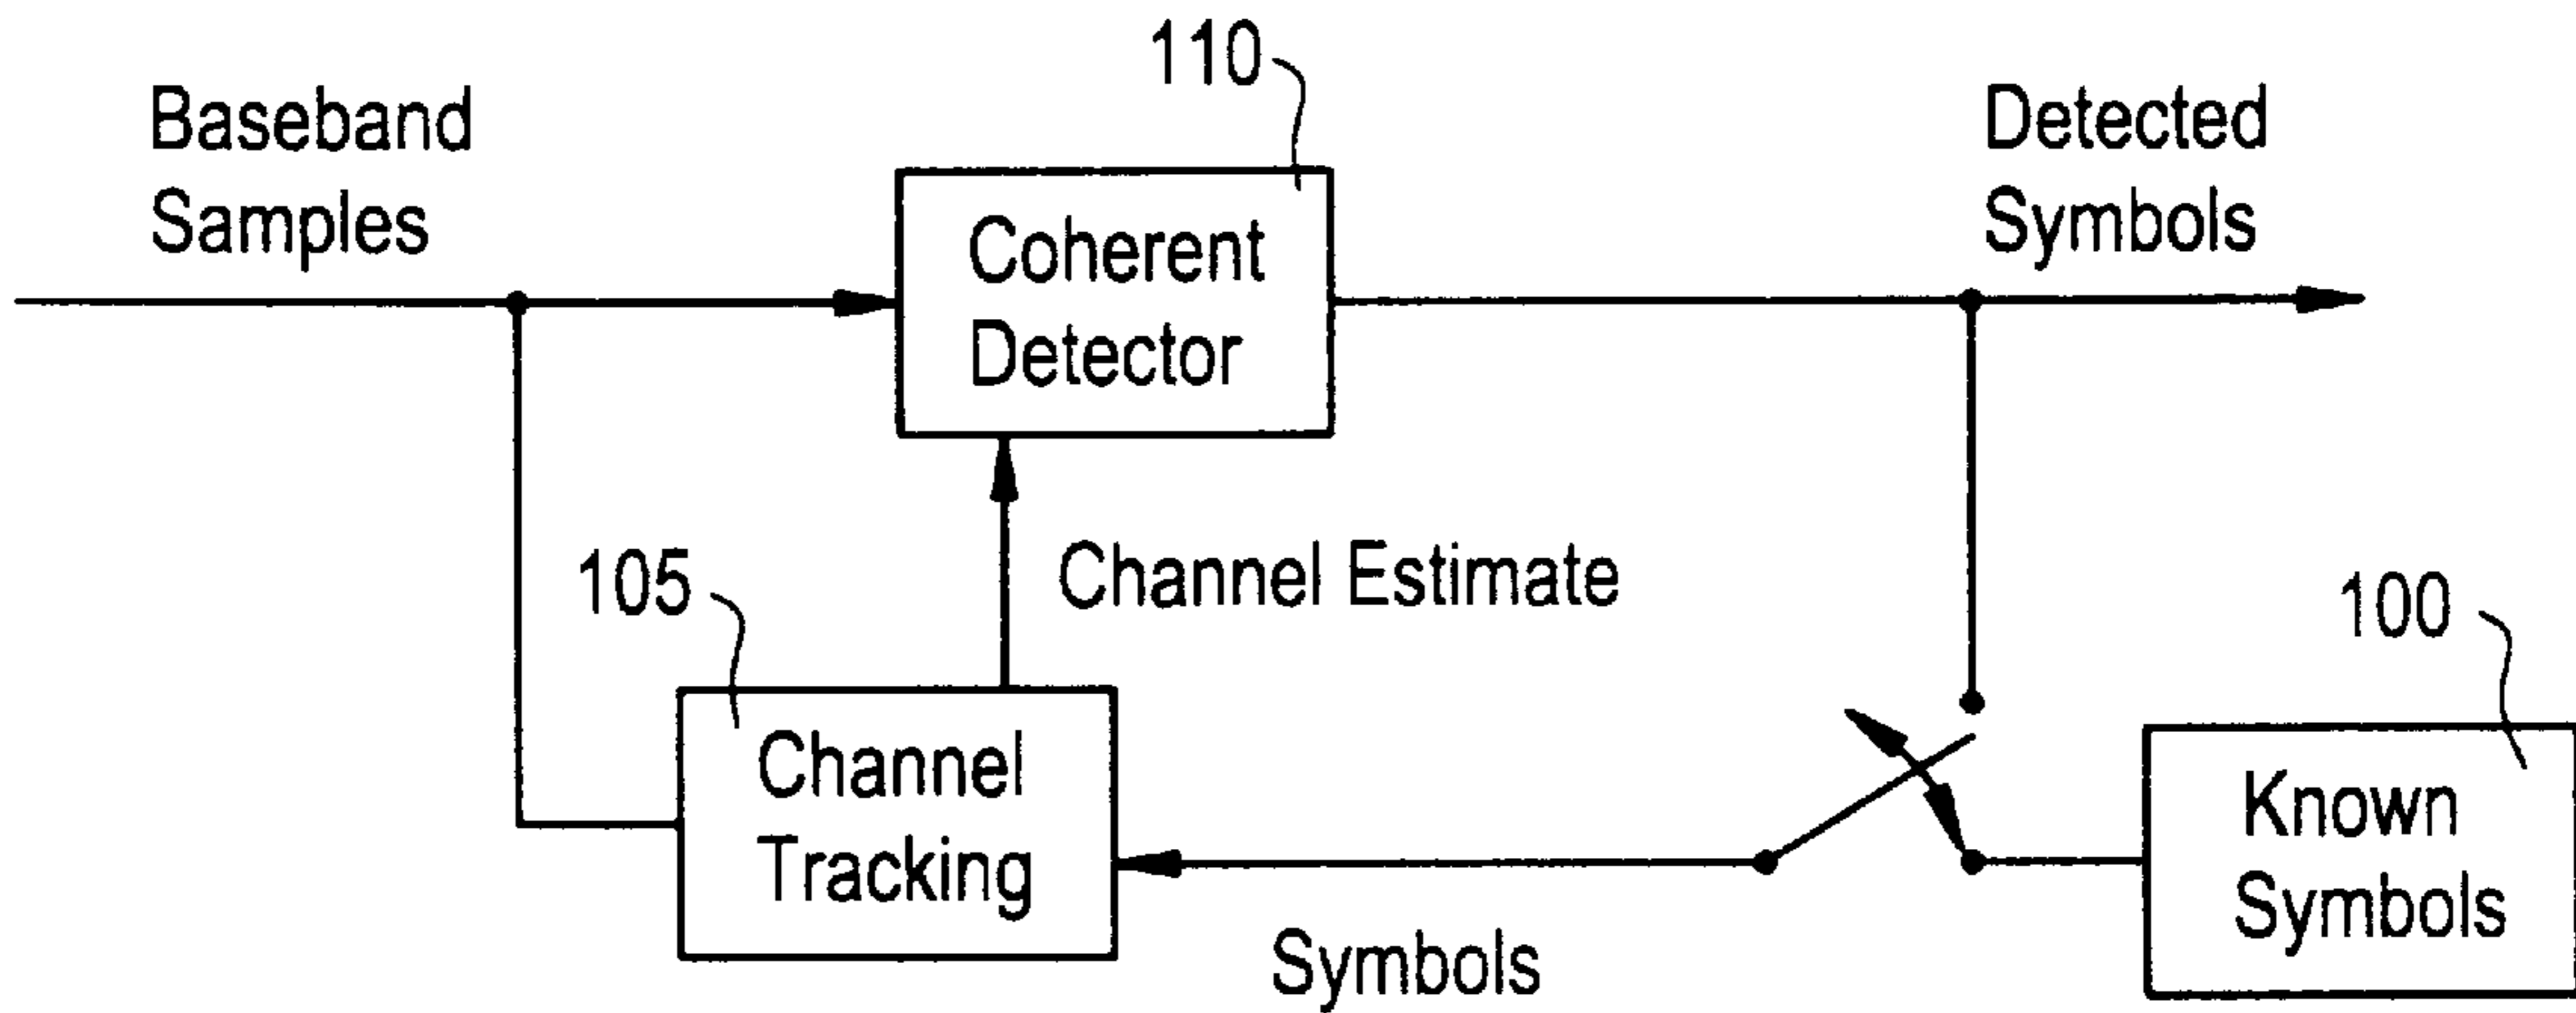 110
Baseband
Samples
Detected
Symbols
Coherent
Detector
105
Channel Estimate
100
Channel
Tracking
Known
Symbols
Symbols